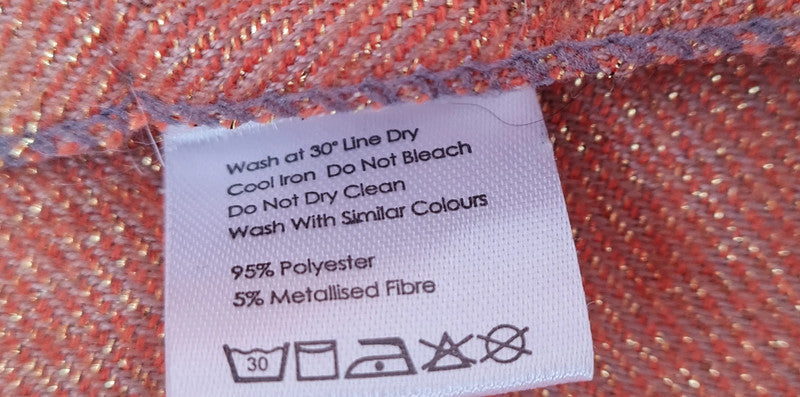 Wash at 30° Line Dry
Cool Iron Do Not Bleach
Do Not Dry Clean
Wash With Similar Colours
95% Polyester
5% Metallised Fibre
30